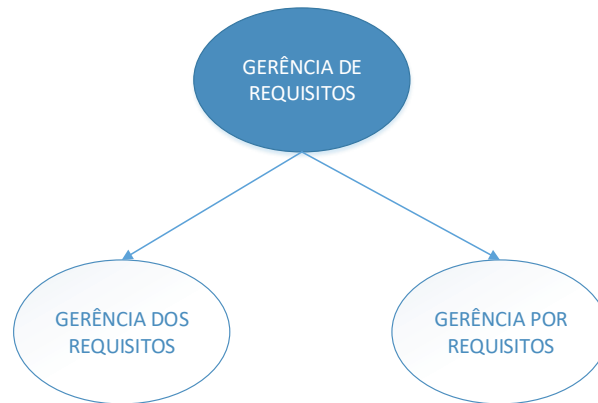 GERÊNCIA DE
REQUISITOS
GERÊNCIA DOS
REQUISITOS
GERÊNCIA POR
REQUISITOS